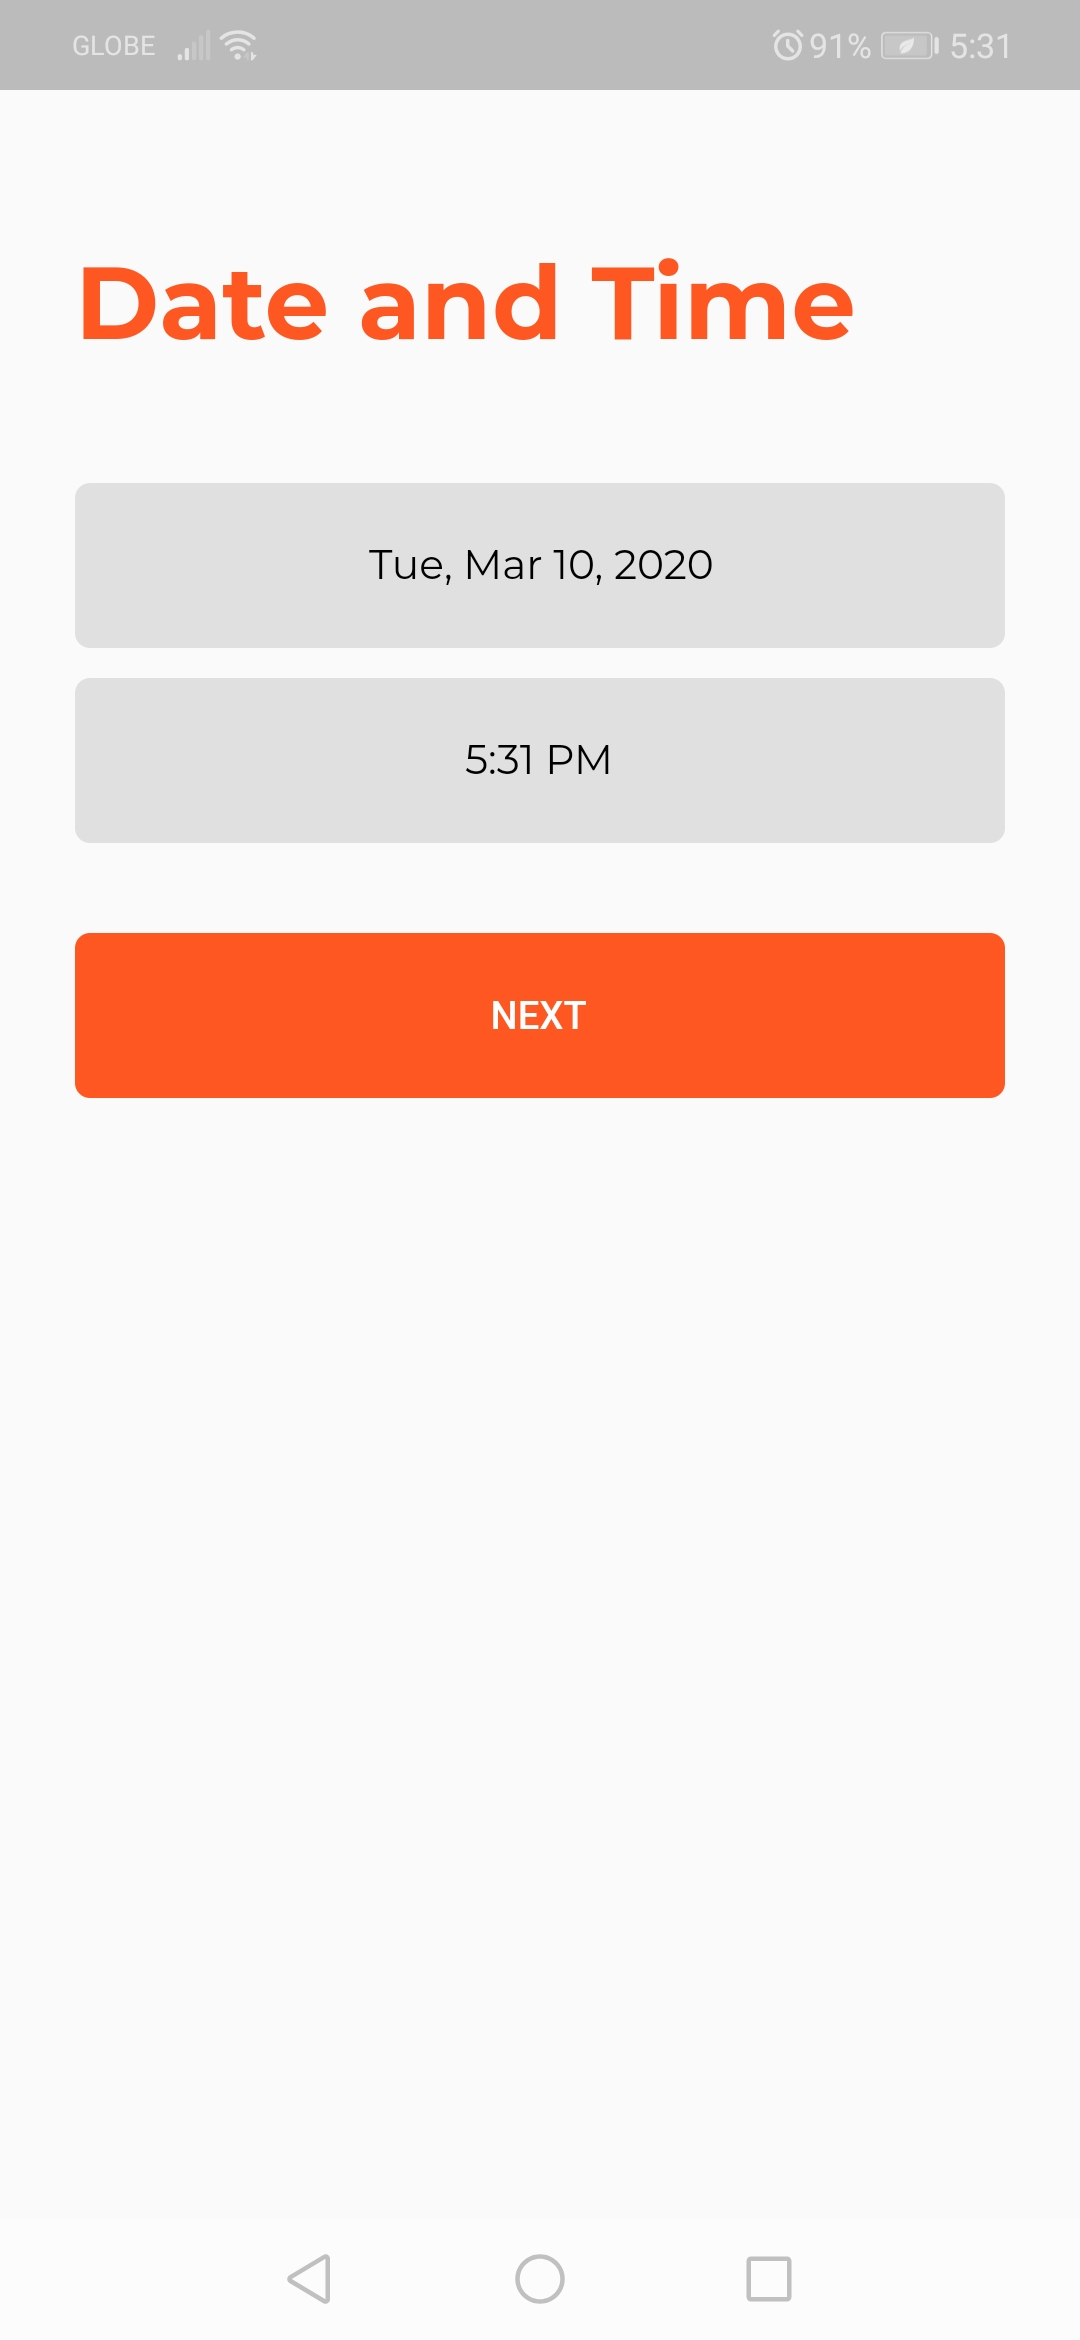 GLOBE 91% 5:31
Date and Time
Tue, Mar 10, 2020
5:31 PM
NEXT